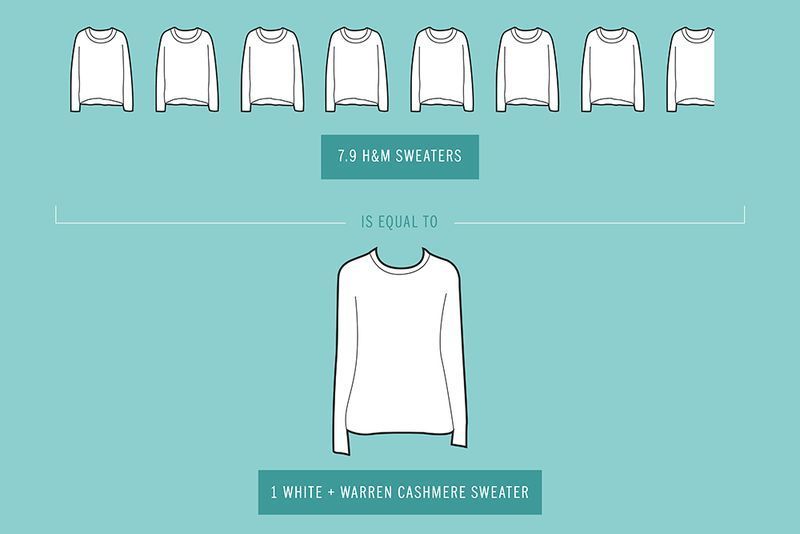 7.9 H&M SWEATERS
IS EQUAL TO
1 WHITE + WARREN CASHMERE SWEATER